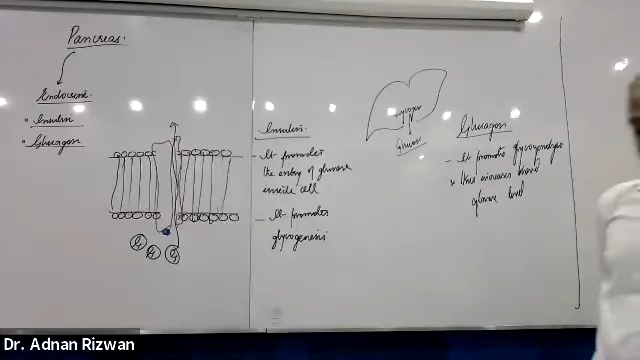 Pancreas.
Endocrine.
• Insulin
• Glucagon
G G G
Insulin.
- It promotes
the entry of glucose
inside cell.
- It promotes
glycogenesis
Glycogen
Glucose
Glucagon
- It promotes
* thus increases blood
glucose level
Dr. Adnan Rizwan